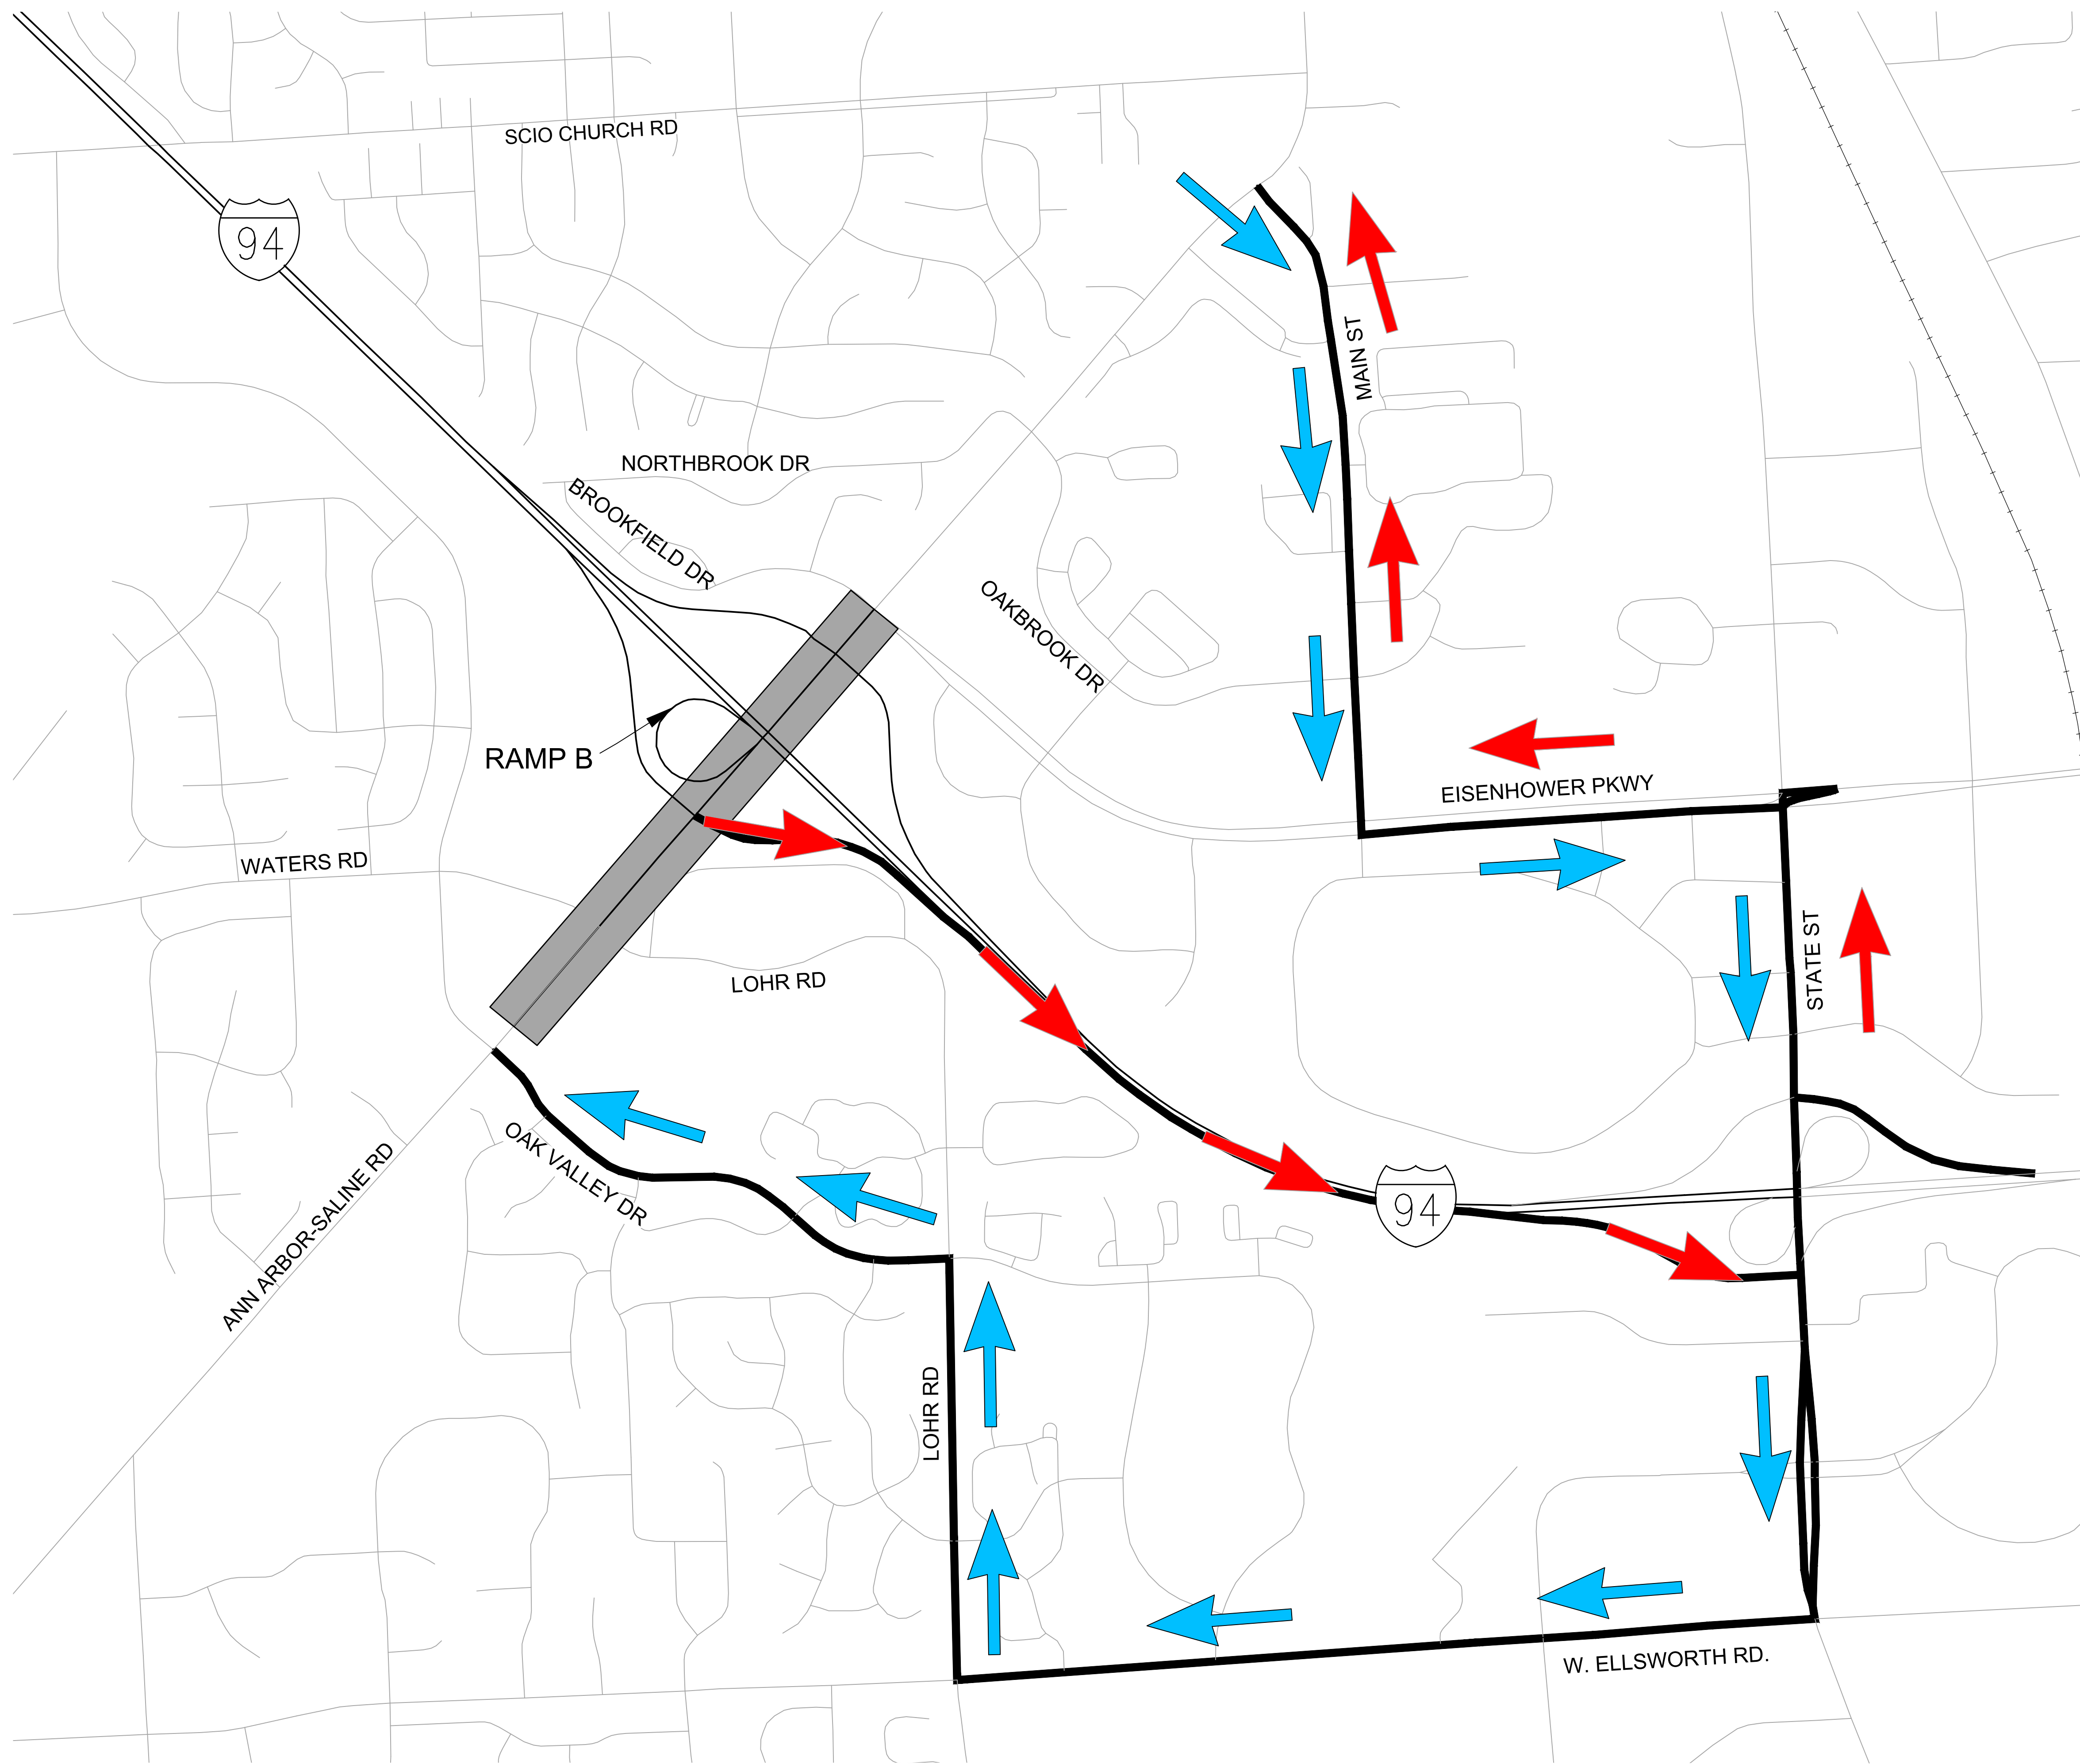 SCIO CHURCH RD
94
MAIN ST
NORTHBROOK DR
BROOKFIELD DR
OAKBROOK DR
RAMP B
EISENHOWER PKWY
WATERS RD
STATE ST
LOHR RD
OAK VALLEY DR
94
ANN ARBOR-SALINE RD
LOHR RD
W. ELLSWORTH RD.